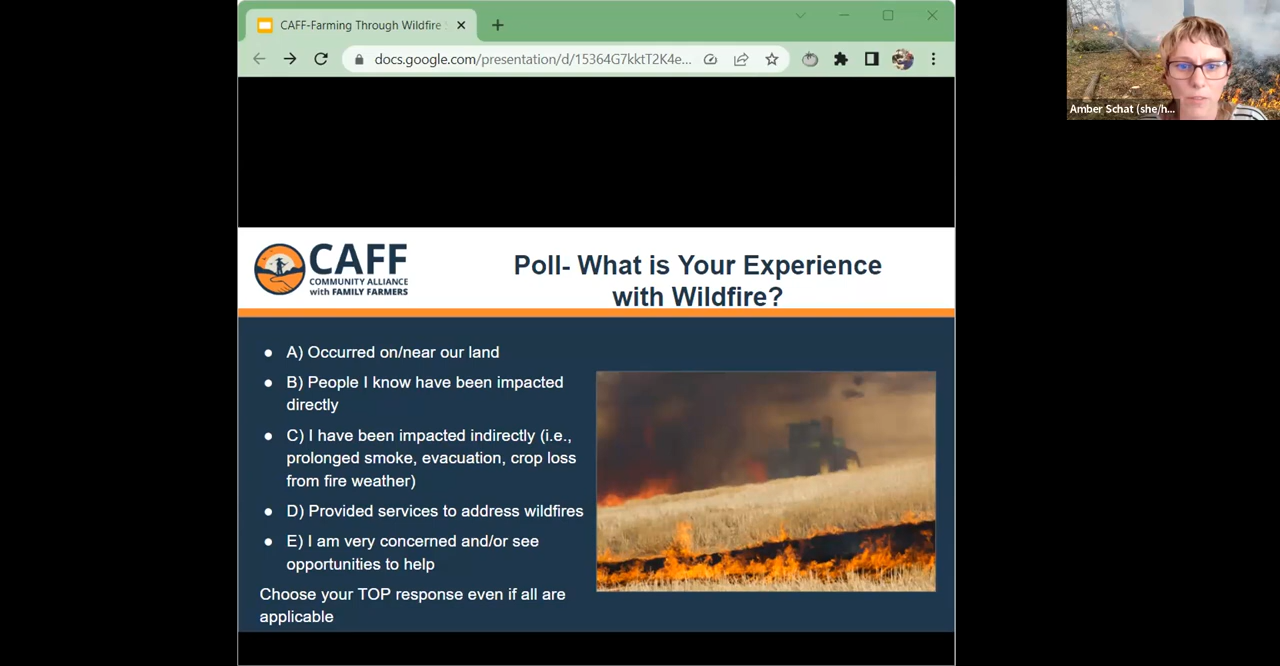 CAFF-Farming Through Wildfire
docs.google.com/presentation/d/15364G7kktT2K4e...
Amber Schat (she/h...
CAFF
COMMUNITY ALLIANCE
with FAMILY FARMERS
Poll- What is Your Experience
with Wildfire?
● A) Occurred on/near our land
● B) People I know have been impacted
directly
● C) I have been impacted indirectly (i.e.,
prolonged smoke, evacuation, crop loss
from fire weather)
● D) Provided services to address wildfires
● E) I am very concerned and/or see
opportunities to help
Choose your TOP response even if all are
applicable